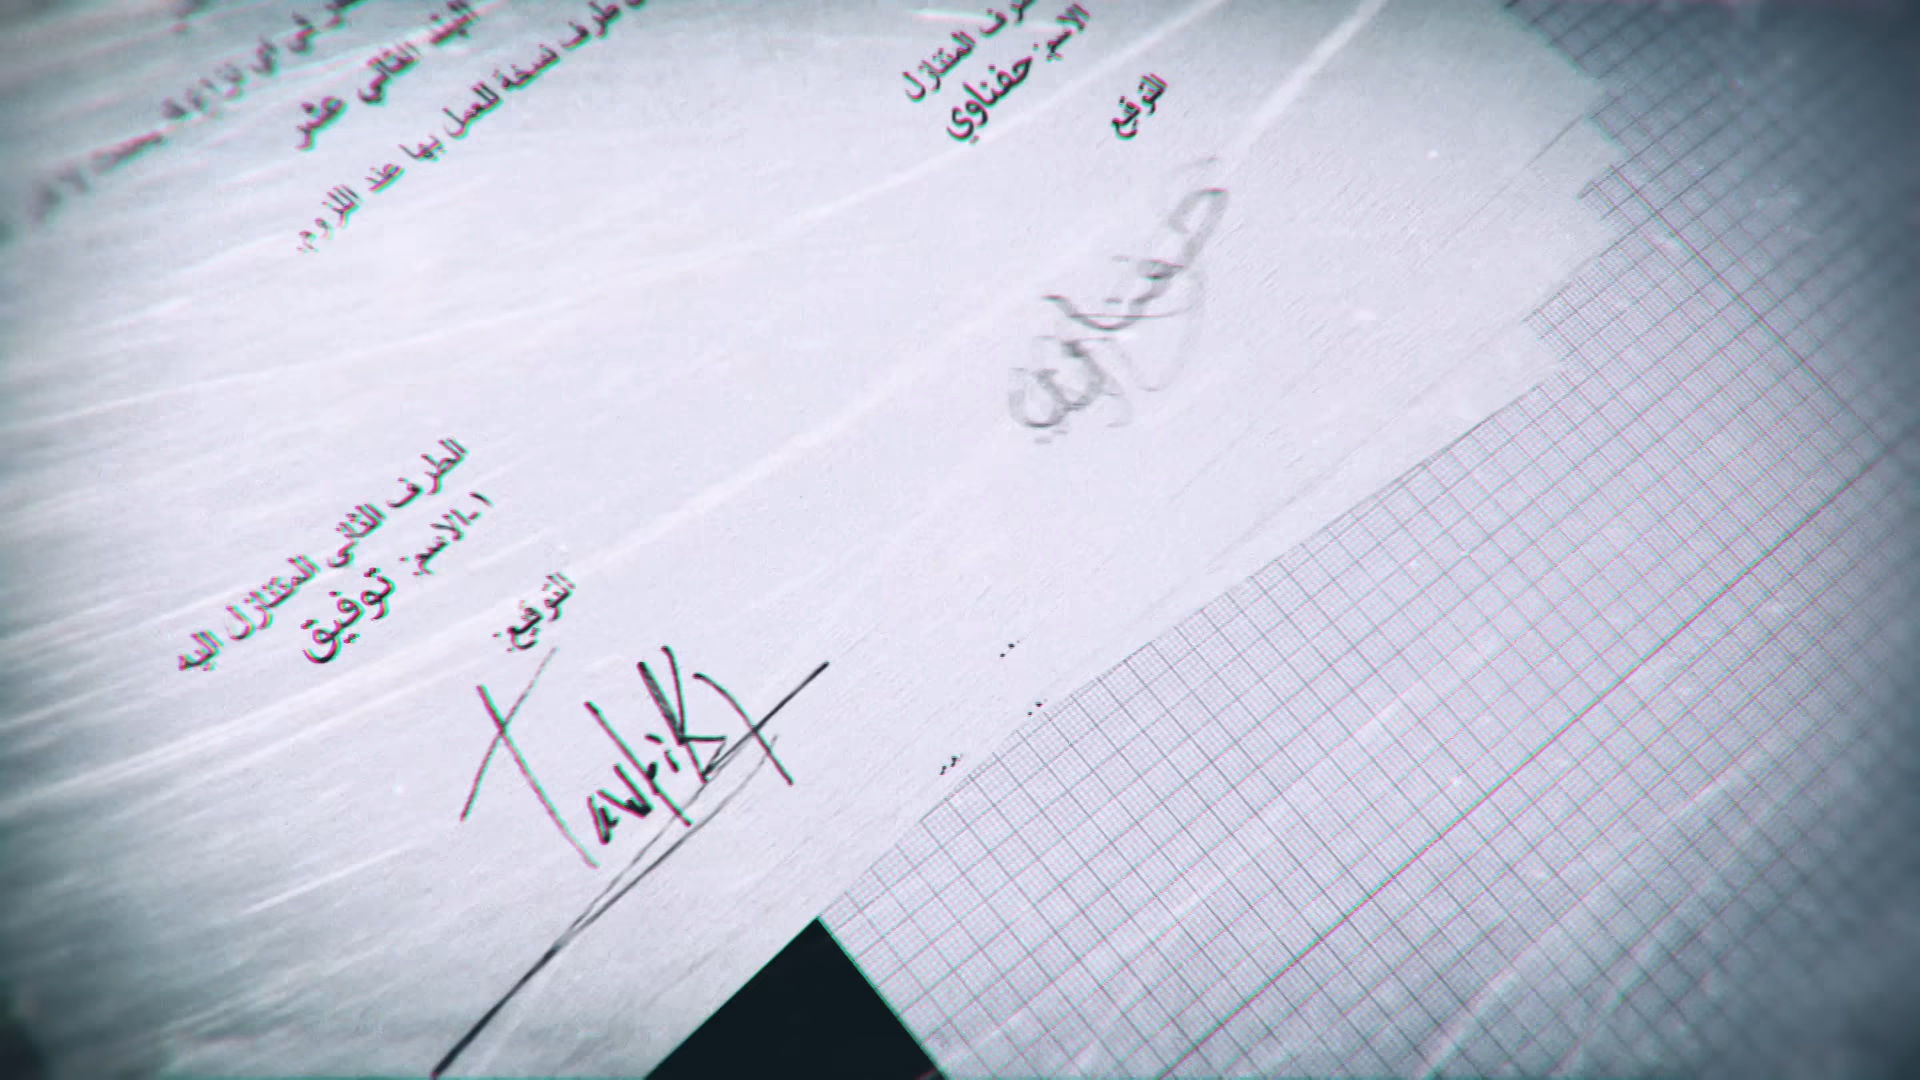 البند الثاني عشر
طرف نسخة للعمل بها عند اللزوم.
المتنازل
الاسم: حفناوي
التوقيع
حفناوي
الطرف الثاني المتنازل اليه
١-الاسم: توفيق
التوقيع:
Tawfik